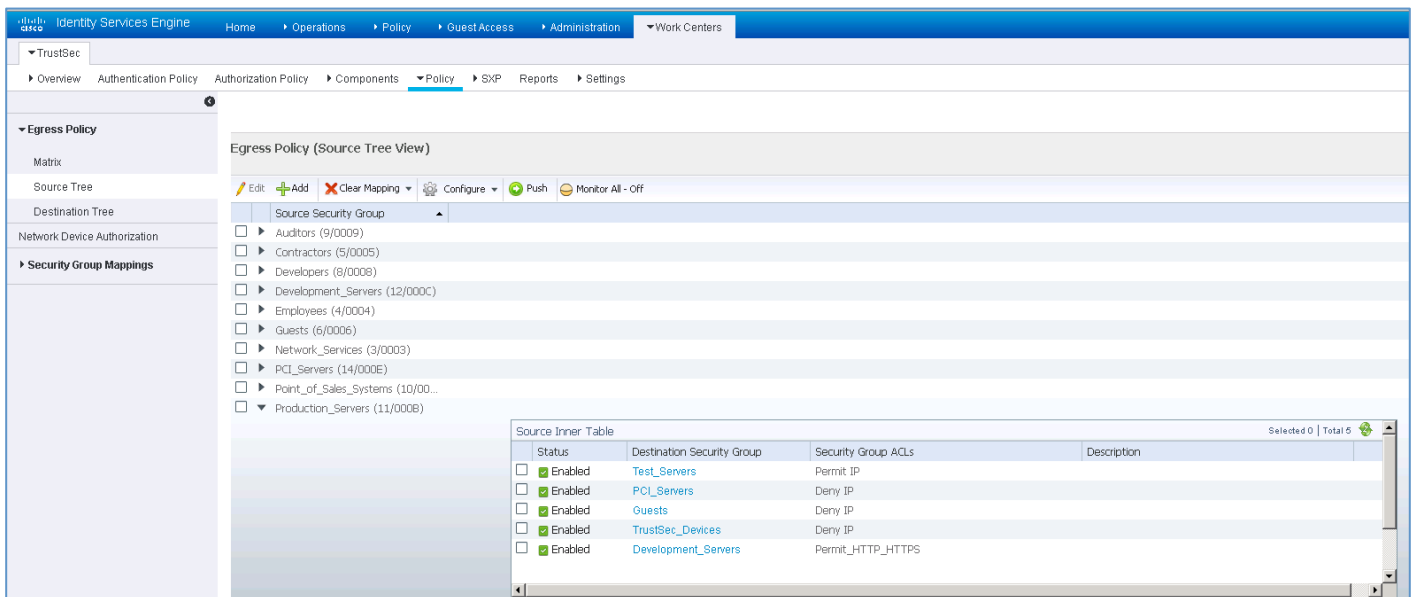 cisco Identity Services Engine Home Operations Policy Guest Access Administration Work Centers
TrustSec
Overview Authentication Policy Authorization Policy Components Policy SXP Reports Settings
Egress Policy
Matrix
Source Tree
Destination Tree
Network Device Authorization
Security Group Mappings
Egress Policy (Source Tree View)
Edit Add Clear Mapping Configure Push Monitor All - Off
Source Security Group
Auditors (9/0009)
Contractors (5/0005)
Developers (8/0008)
Development_Servers (12/000C)
Employees (4/0004)
Guests (6/0006)
Network_Services (3/0003)
PCI_Servers (14/000E)
Point_of_Sales_Systems (10/00...
Production_Servers (11/000B)
Source Inner Table Selected 0 | Total 5
Status Destination Security Group Security Group ACLs Description
Enabled Test_Servers Permit IP
Enabled PCI_Servers Deny IP
Enabled Guests Deny IP
Enabled TrustSec_Devices Deny IP
Enabled Development_Servers Permit_HTTP_HTTPS